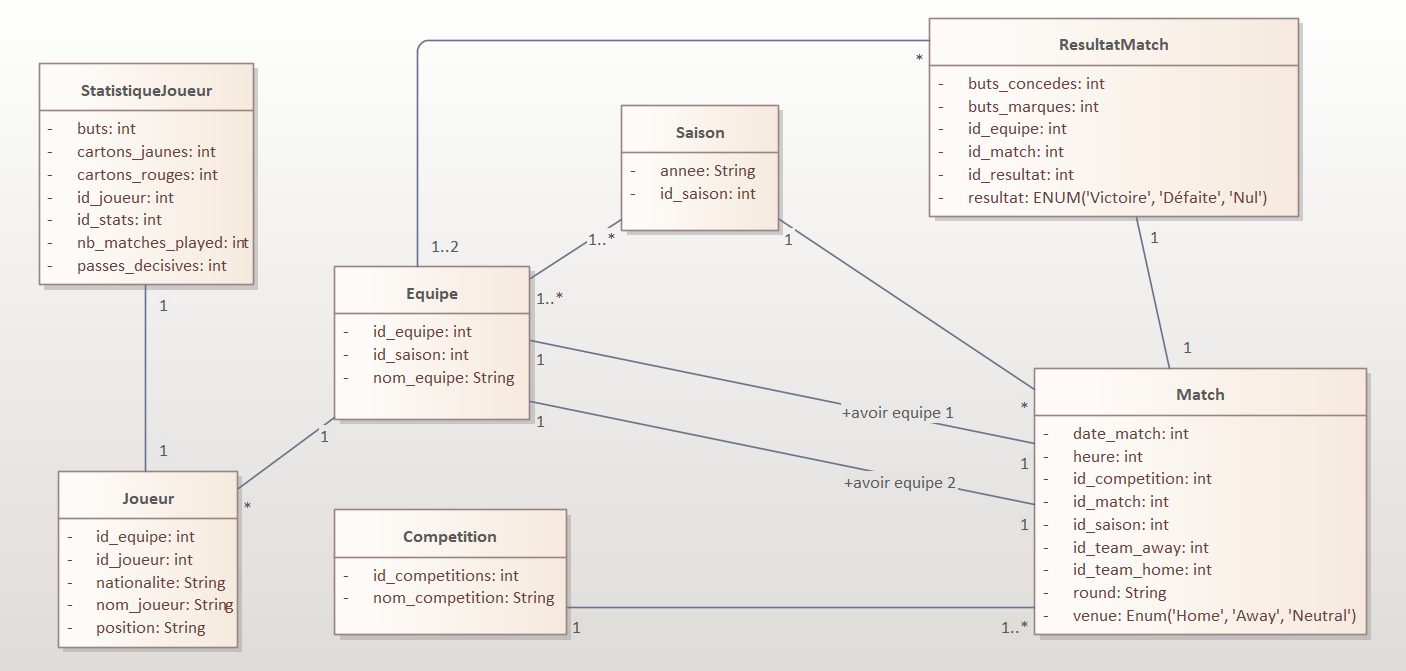 StatistiqueJoueur
- buts: int
- cartons_jaunes: int
- cartons_rouges: int
- id_joueur: int
- id_stats: int
- nb_matches_played: int
- passes_decisives: int
1
1
Joueur
- id_equipe: int
- id_joueur: int
- nationalite: String
- nom_joueur: String
- position: String
*
1
1..2
Equipe
- id_equipe: int
- id_saison: int
- nom_equipe: String
1..*
1..*
1
1
Saison
- annee: String
- id_saison: int
1
*
ResultatMatch
- buts_concedes: int
- buts_marques: int
- id_equipe: int
- id_match: int
- id_resultat: int
- resultat: ENUM('Victoire', 'Défaite', 'Nul')
1
1
+avoir equipe 1
+avoir equipe 2
*
1
1
Match
- date_match: int
- heure: int
- id_competition: int
- id_match: int
- id_saison: int
- id_team_away: int
- id_team_home: int
- round: String
- venue: Enum('Home', 'Away', 'Neutral')
Competition
- id_competitions: int
- nom_competition: String
1
1..*